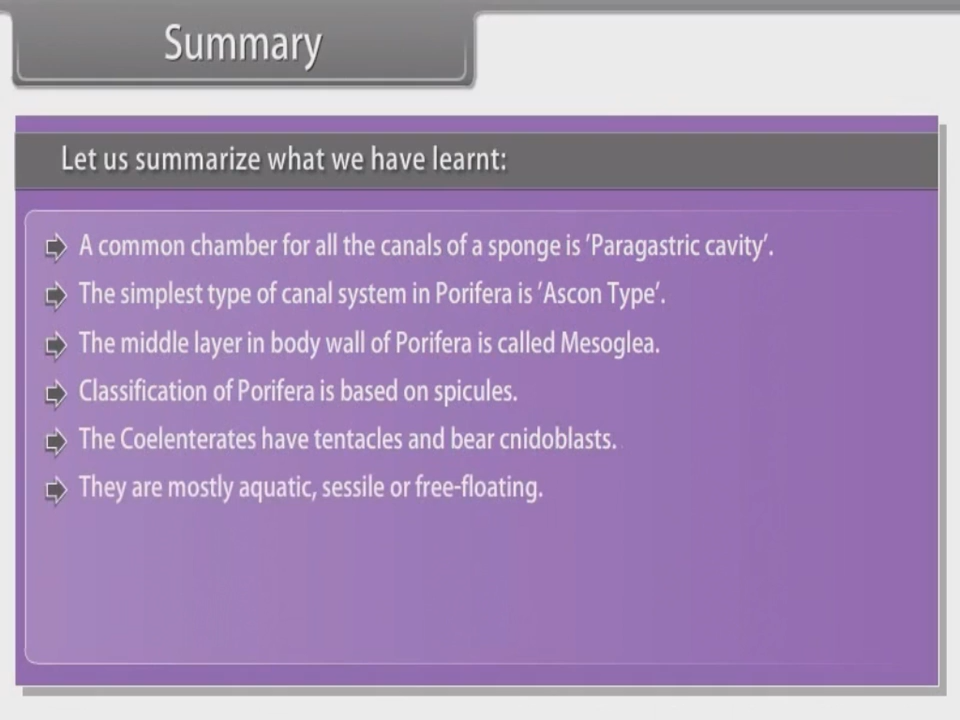 Summary
Let us summarize what we have learnt:
A common chamber for all the canals of a sponge is ’Paragastric cavity’.
The simplest type of canal system in Porifera is ’Ascon Type’.
The middle layer in body wall of Porifera is called Mesoglea.
Classification of Porifera is based on spicules.
The Coelenterates have tentacles and bear cnidoblasts.
They are mostly aquatic, sessile or free-floating.